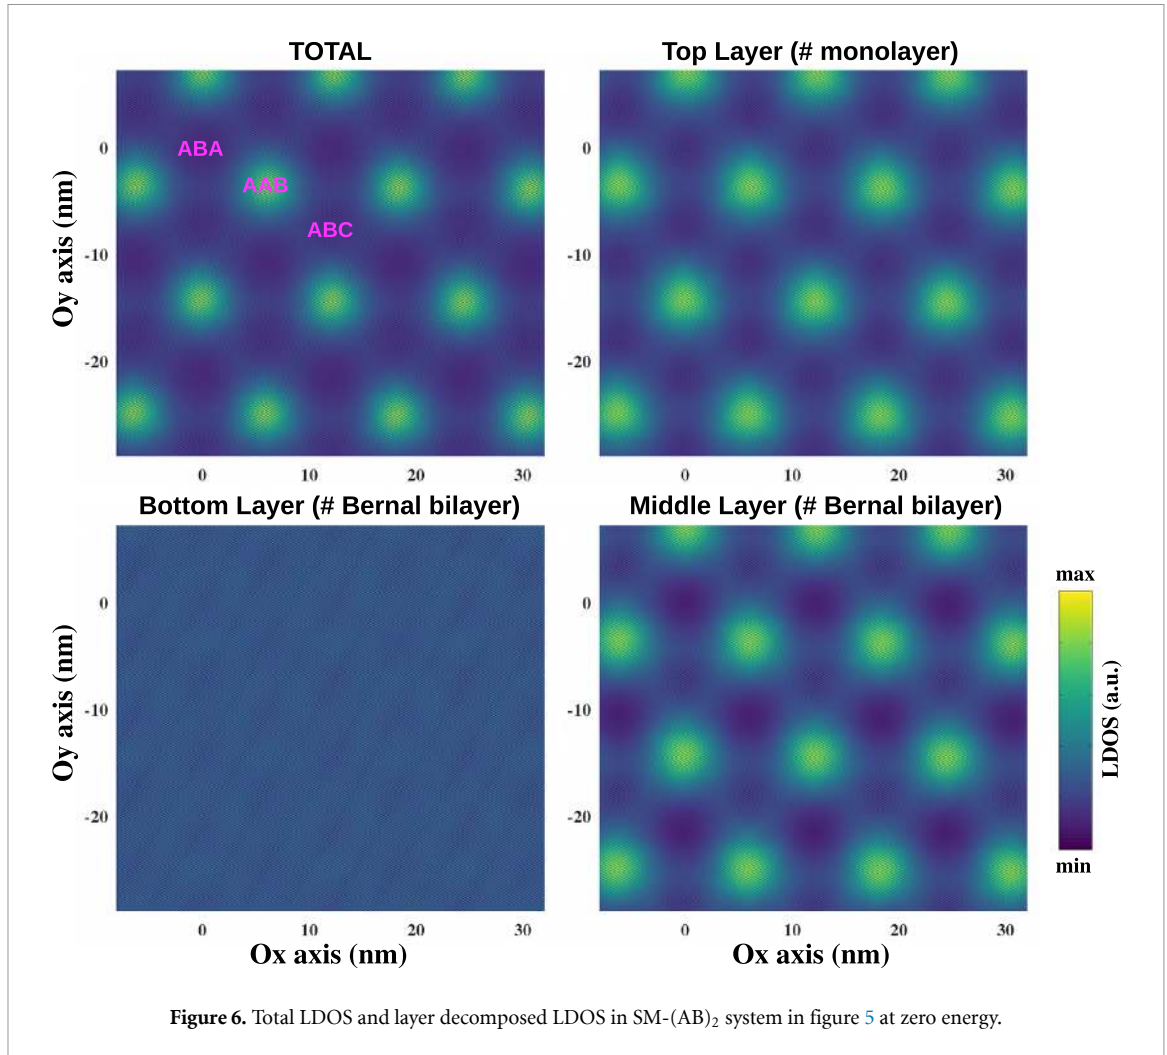 TOTAL
Top Layer (# monolayer)
Oy axis (nm)
0
-10
-20
ABA
AAB
ABC
0
10
20
30
0
-10
-20
0
10
20
30
Bottom Layer (# Bernal bilayer)
Middle Layer (# Bernal bilayer)
Oy axis (nm)
0
-10
-20
0
10
20
30
Ox axis (nm)
0
-10
-20
0
10
20
30
Ox axis (nm)
max
LDOS (a.u.)
min
Figure 6. Total LDOS and layer decomposed LDOS in SM-(AB)₂ system in figure 5 at zero energy.